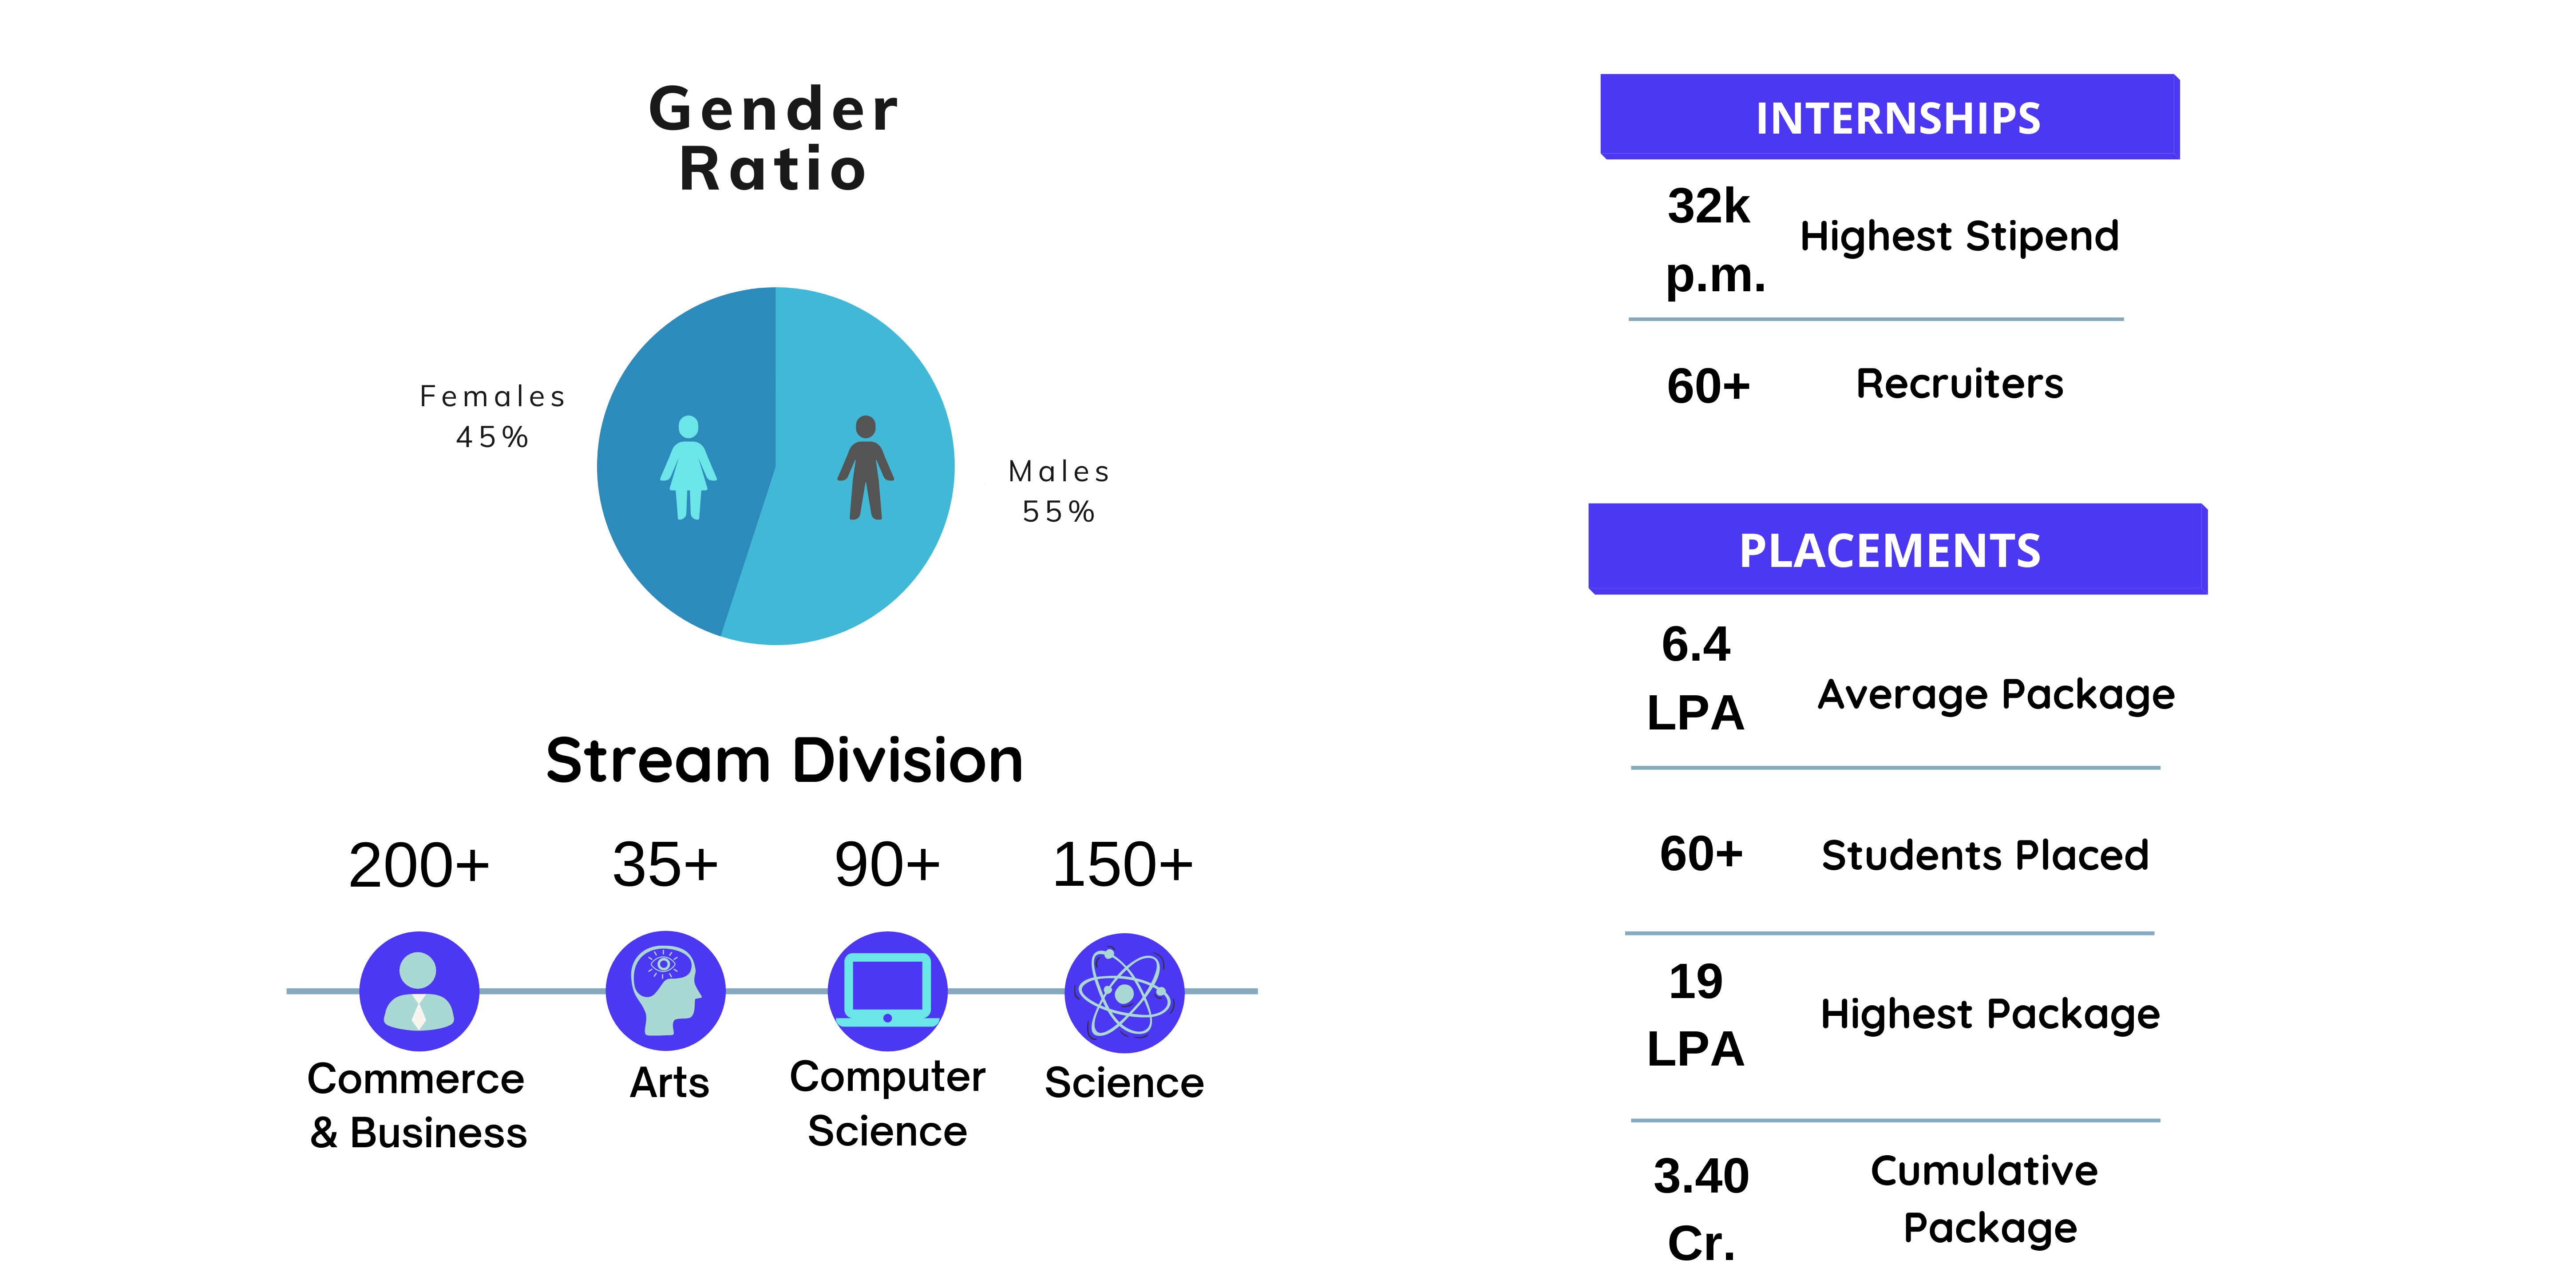 Gender
Ratio
Females
45%
Males
55%
Stream Division
200+
35+
90+
150+
Commerce
& Business
Arts
Computer
Science
Science
INTERNSHIPS
32k
p.m.
Highest Stipend
60+
Recruiters
PLACEMENTS
6.4
LPA
Average Package
60+
Students Placed
19
LPA
Highest Package
3.40
Cr.
Cumulative
Package